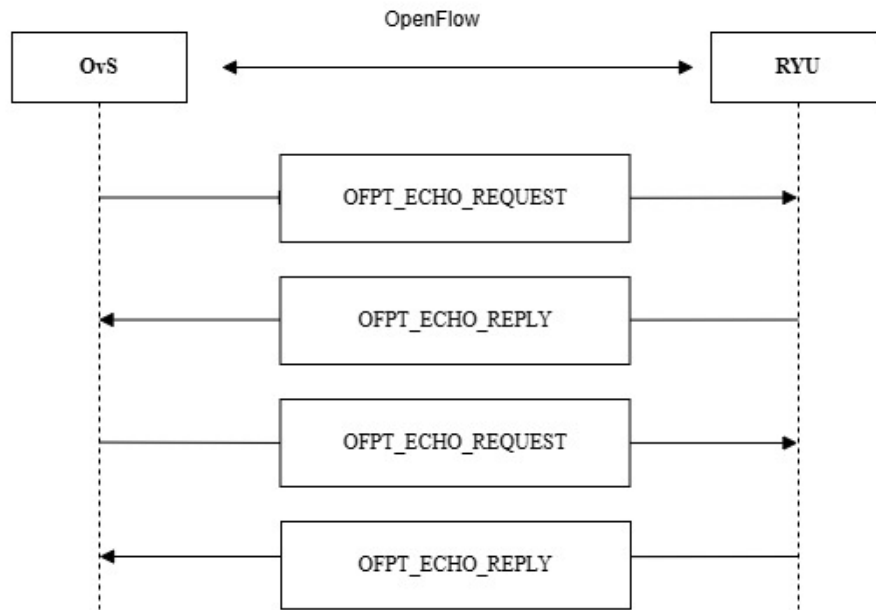 OpenFlow
OvS
RYU
OFPT_ECHO_REQUEST
OFPT_ECHO_REPLY
OFPT_ECHO_REQUEST
OFPT_ECHO_REPLY